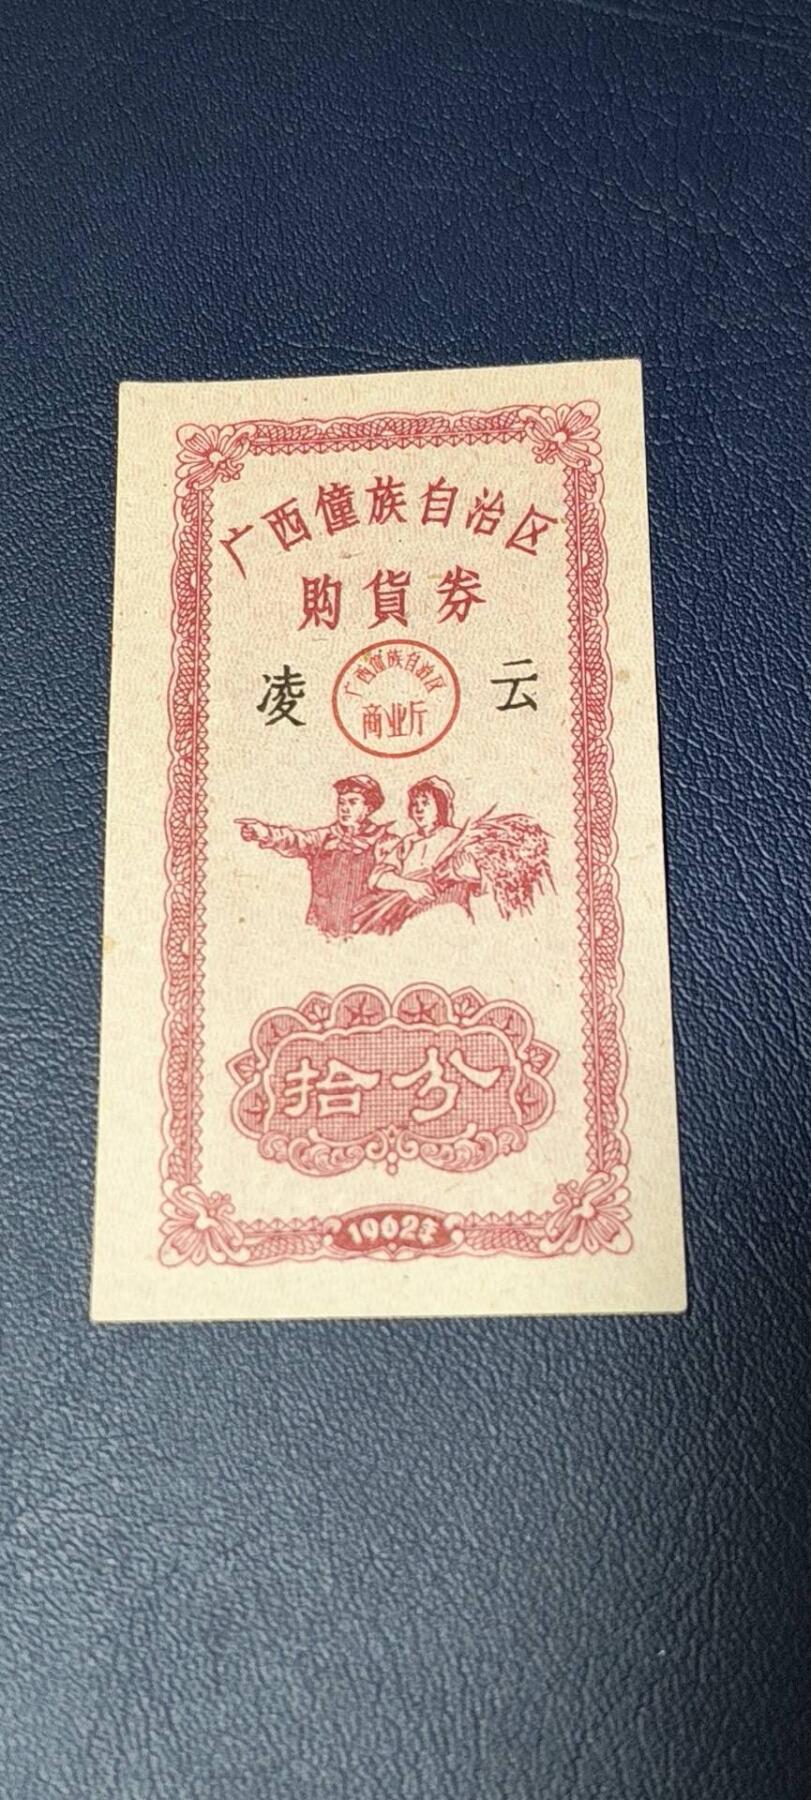 广西僮族自治区
购貨券
凌 云
广西僮族自治区
商业厅
拾分
1962年